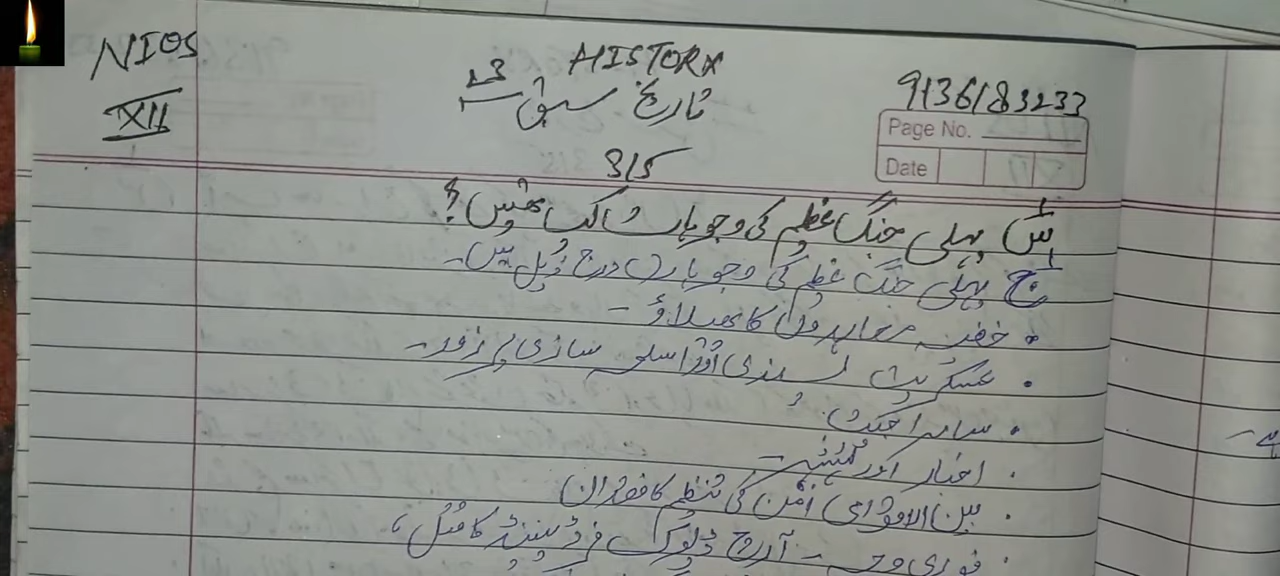 NIOS
XII
HISTORY
تاریخ سبق 23
315
9136183233
Page No.
Date
س پہلی جنگ عظیم کی وجوہات کیا تھیں؟
ج پہلی جنگ عظیم کی وجوہات درج ذیل ہیں۔
• خفیہ معاہدوں کا پھیلاؤ۔
• عسکریت پسندی اور اسلحہ سازی پر زور۔
• سامراجیت
• اخبار اور
• بین الاقوامی امن کی تنظیم کا فقدان
• فوری وجہ۔ آرچ ڈیوک فرڈیننڈ کا قتل،